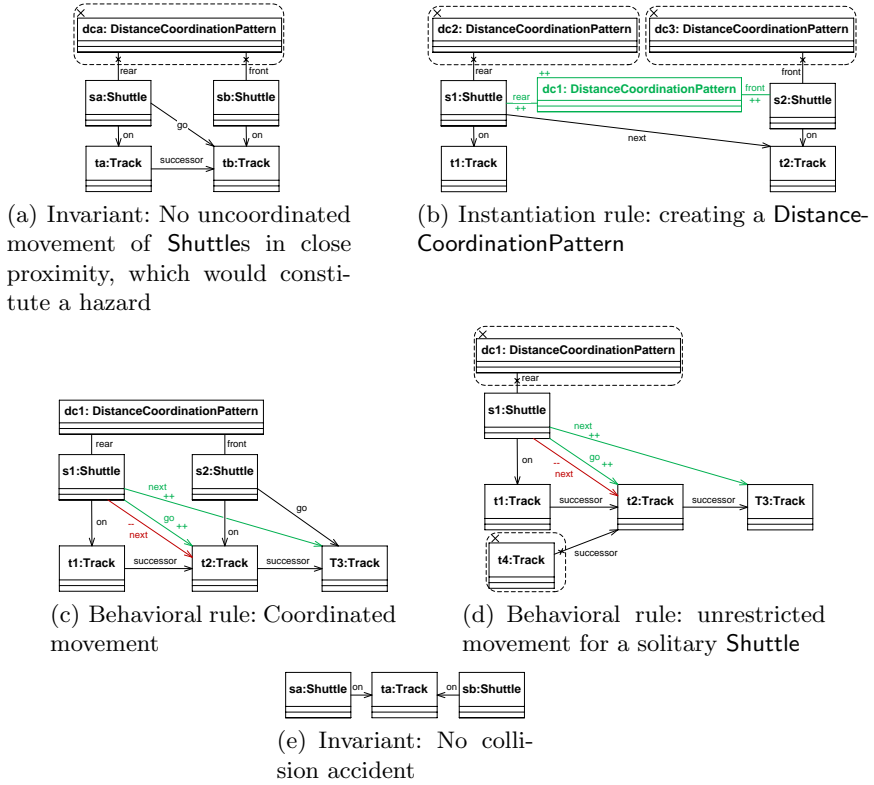 dca: DistanceCoordinationPattern
rear
front
sa:Shuttle
sb:Shuttle
go
on
on
ta:Track
successor
tb:Track
(a) Invariant: No uncoordinated
movement of Shuttles in close
proximity, which would consti-
tute a hazard
dc2: DistanceCoordinationPattern
dc3: DistanceCoordinationPattern
rear
front
++
s1:Shuttle
rear
++
dc1: DistanceCoordinationPattern
front
++
s2:Shuttle
on
next
on
t1:Track
t2:Track
(b) Instantiation rule: creating a Distance-
CoordinationPattern
dc1: DistanceCoordinationPattern
rear
front
s1:Shuttle
s2:Shuttle
next
++
go
++
--
next
on
on
go
t1:Track
successor
t2:Track
successor
T3:Track
(c) Behavioral rule: Coordinated
movement
dc1: DistanceCoordinationPattern
rear
s1:Shuttle
next
++
go
++
--
next
on
t1:Track
successor
t2:Track
successor
T3:Track
t4:Track
successor
(d) Behavioral rule: unrestricted
movement for a solitary Shuttle
sa:Shuttle
on
ta:Track
on
sb:Shuttle
(e) Invariant: No colli-
sion accident